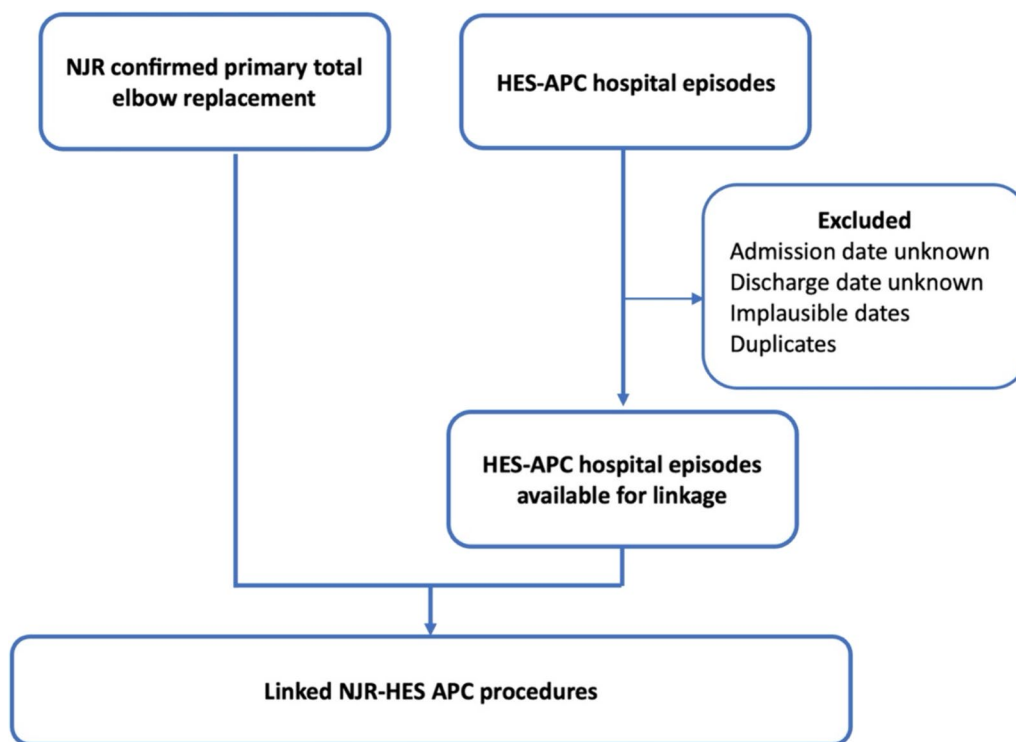 NJR confirmed primary total
elbow replacement
HES-APC hospital episodes
Excluded
Admission date unknown
Discharge date unknown
Implausible dates
Duplicates
HES-APC hospital episodes
available for linkage
Linked NJR-HES APC procedures